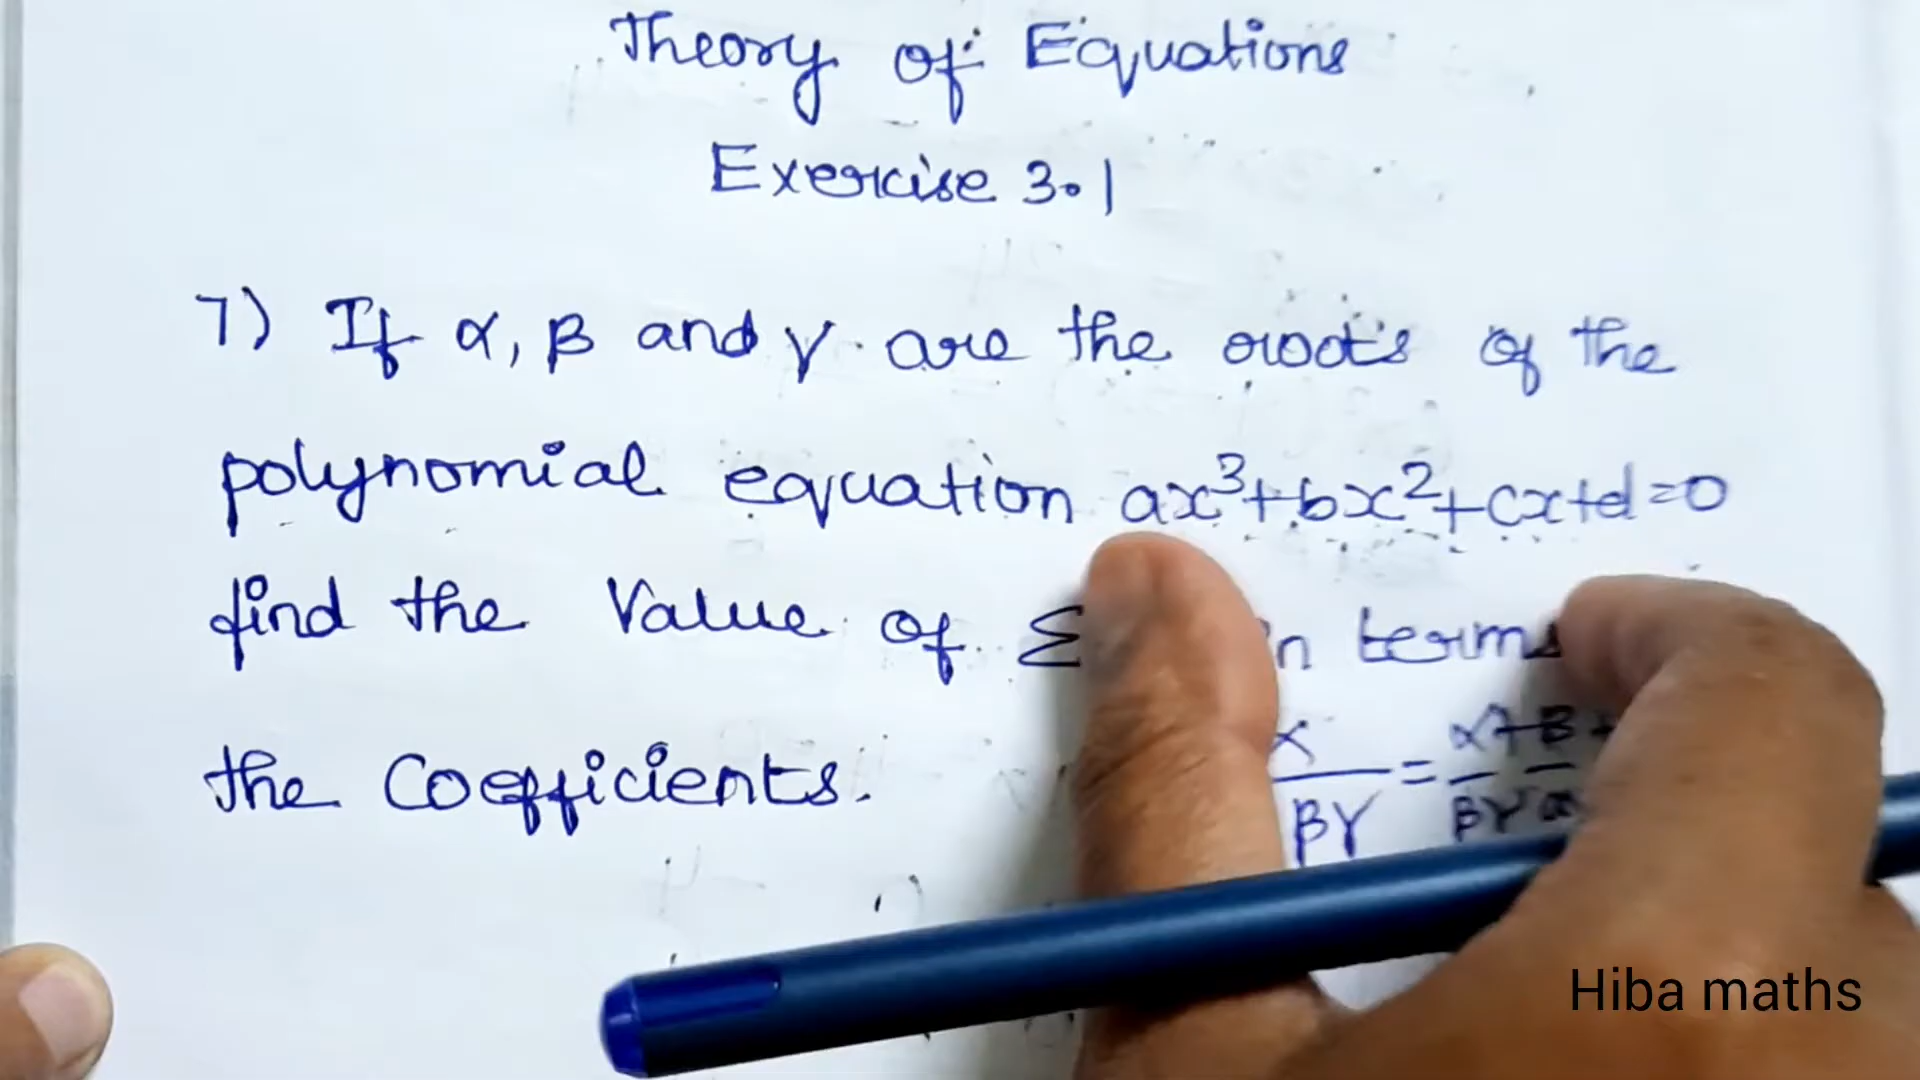 Theory of Equations
Exercise 3.1
7) If α, β and γ are the roots of the
polynomial equation ax³+bx²+cx+d=0
find the Value of Σ in terms
the Coefficients.
βγ =
Hiba maths